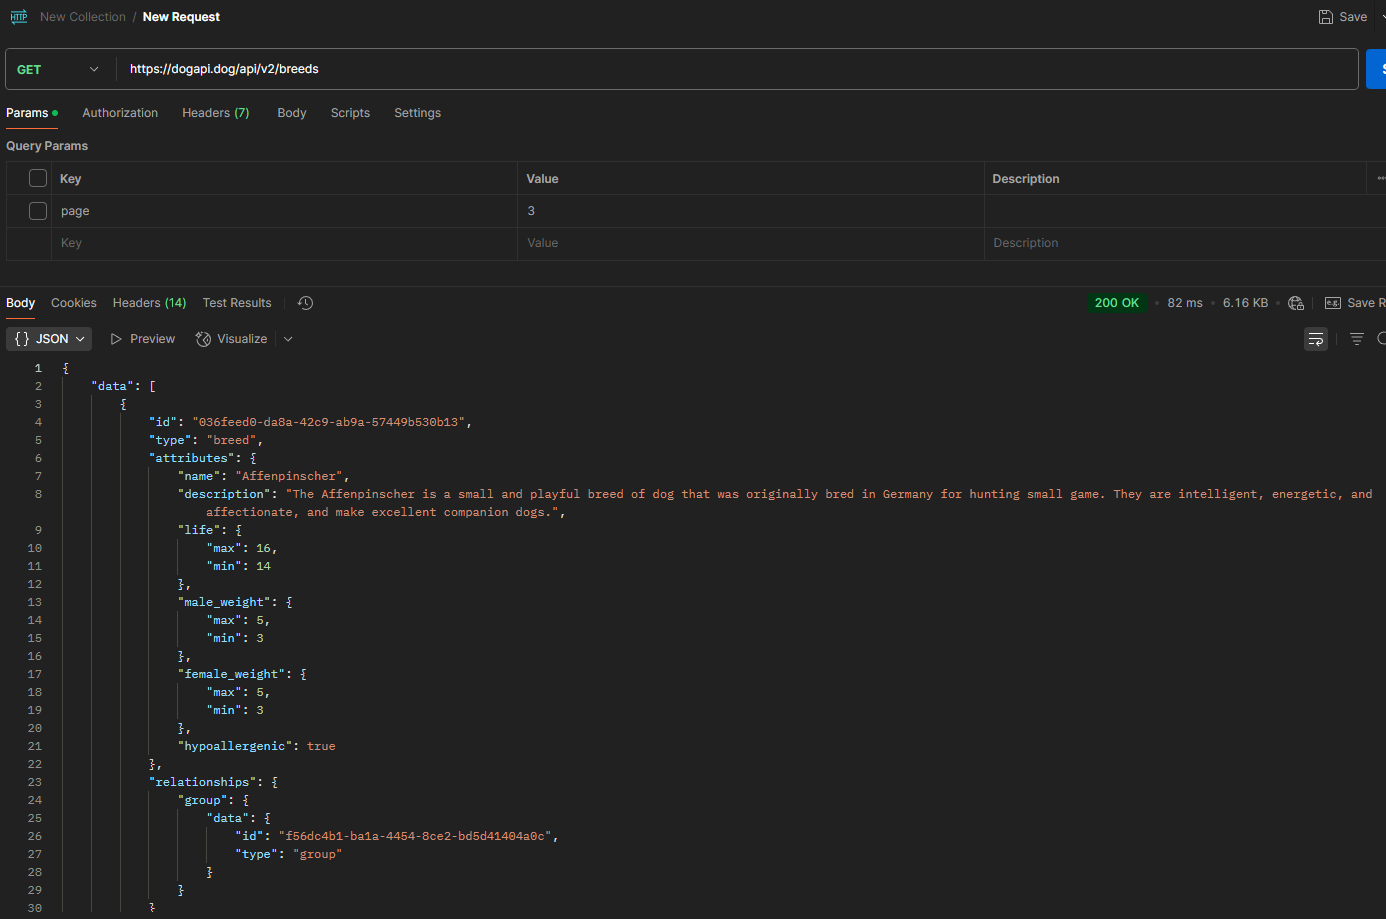 HTTP New Collection / New Request Save
GET https://dogapi.dog/api/v2/breeds
Params Authorization Headers (7) Body Scripts Settings
Query Params
Key Value Description
page 3
Key Value Description
Body Cookies Headers (14) Test Results 200 OK • 82 ms • 6.16 KB • e.g. Save R
{} JSON Preview Visualize
1 {
2 "data": [
3 {
4 "id": "036feed0-da8a-42c9-ab9a-57449b530b13",
5 "type": "breed",
6 "attributes": {
7 "name": "Affenpinscher",
8 "description": "The Affenpinscher is a small and playful breed of dog that was originally bred in Germany for hunting small game. They are intelligent, energetic, and
affectionate, and make excellent companion dogs.",
9 "life": {
10 "max": 16,
11 "min": 14
12 },
13 "male_weight": {
14 "max": 5,
15 "min": 3
16 },
17 "female_weight": {
18 "max": 5,
19 "min": 3
20 },
21 "hypoallergenic": true
22 },
23 "relationships": {
24 "group": {
25 "data": {
26 "id": "f56dc4b1-ba1a-4454-8ce2-bd5d41404a0c",
27 "type": "group"
28 }
29 }
30 }